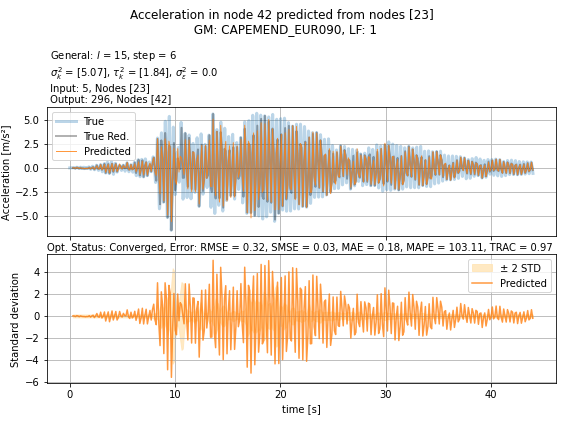 Acceleration in node 42 predicted from nodes [23]
GM: CAPEMEND_EUR090, LF: 1
General: l = 15, step = 6
σ²ₖ = [5.07], τ²ₖ = [1.84], σ²ᵣ = 0.0
Input: 5, Nodes [23]
Output: 296, Nodes [42]
Acceleration [m/s²]
5.0
2.5
0.0
−2.5
−5.0
True
True Red.
Predicted
Opt. Status: Converged, Error: RMSE = 0.32, SMSE = 0.03, MAE = 0.18, MAPE = 103.11, TRAC = 0.97
Standard deviation
4
2
0
−2
−4
−6
± 2 STD
Predicted
0 10 20 30 40
time [s]